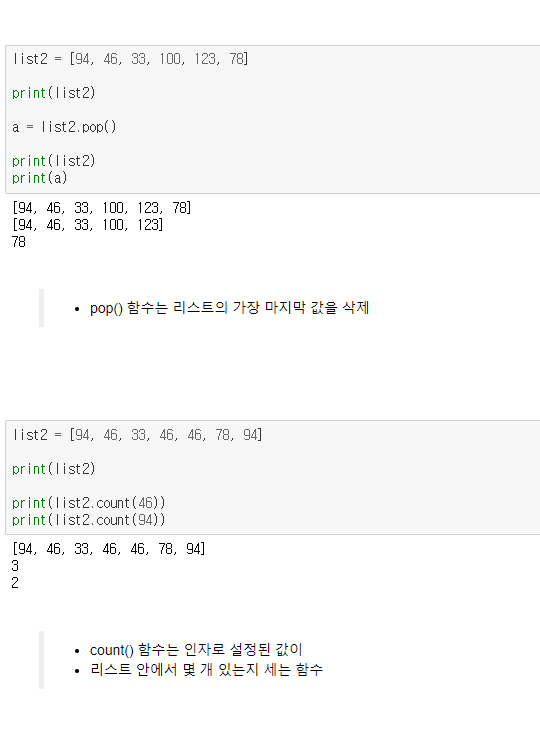 list2 = [94, 46, 33, 100, 123, 78]
print(list2)
a = list2.pop()
print(list2)
print(a)
[94, 46, 33, 100, 123, 78]
[94, 46, 33, 100, 123]
78
• pop() 함수는 리스트의 가장 마지막 값을 삭제
list2 = [94, 46, 33, 46, 46, 78, 94]
print(list2)
print(list2.count(46))
print(list2.count(94))
[94, 46, 33, 46, 46, 78, 94]
3
2
• count() 함수는 인자로 설정된 값이
• 리스트 안에서 몇 개 있는지 세는 함수